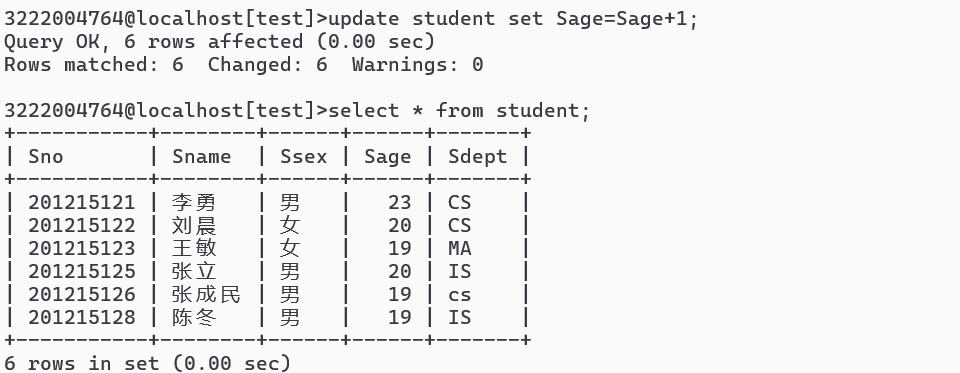 3222004764@localhost[test]>update student set Sage=Sage+1;
Query OK, 6 rows affected (0.00 sec)
Rows matched: 6  Changed: 6  Warnings: 0

3222004764@localhost[test]>select * from student;
+-----------+--------+------+------+-------+
| Sno       | Sname  | Ssex | Sage | Sdept |
+-----------+--------+------+------+-------+
| 201215121 | 李勇   | 男   |   23 | CS    |
| 201215122 | 刘晨   | 女   |   20 | CS    |
| 201215123 | 王敏   | 女   |   19 | MA    |
| 201215125 | 张立   | 男   |   20 | IS    |
| 201215126 | 张成民 | 男   |   19 | cs    |
| 201215128 | 陈冬   | 男   |   19 | IS    |
+-----------+--------+------+------+-------+
6 rows in set (0.00 sec)